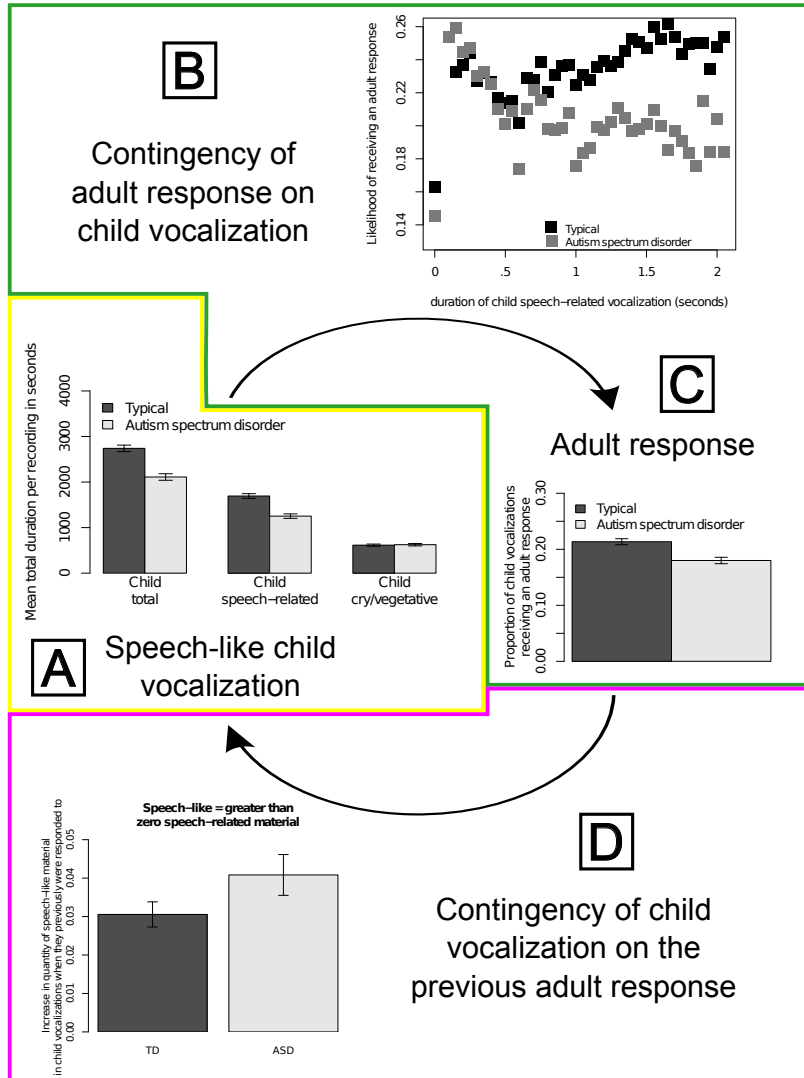 B
Contingency of
adult response on
child vocalization
Likelihood of receiving an adult response
0.26
0.22
0.18
0.14
Typical
Autism spectrum disorder
0 .5 1 1.5 2
duration of child speech−related vocalization (seconds)
Mean total duration per recording in seconds
4000
3000
2000
1000
0
Typical
Autism spectrum disorder
Child
total
Child
speech−related
Child
cry/vegetative
A
Speech-like child
vocalization
C
Adult response
Proportion of child vocalizations
receiving an adult response
0.30
0.20
0.10
0.00
Typical
Autism spectrum disorder
Speech−like = greater than
zero speech−related material
Increase in quantity of speech−like material
in child vocalizations when they previously were responded to
0.05
0.04
0.03
0.02
0.01
0.00
TD ASD
D
Contingency of child
vocalization on the
previous adult response